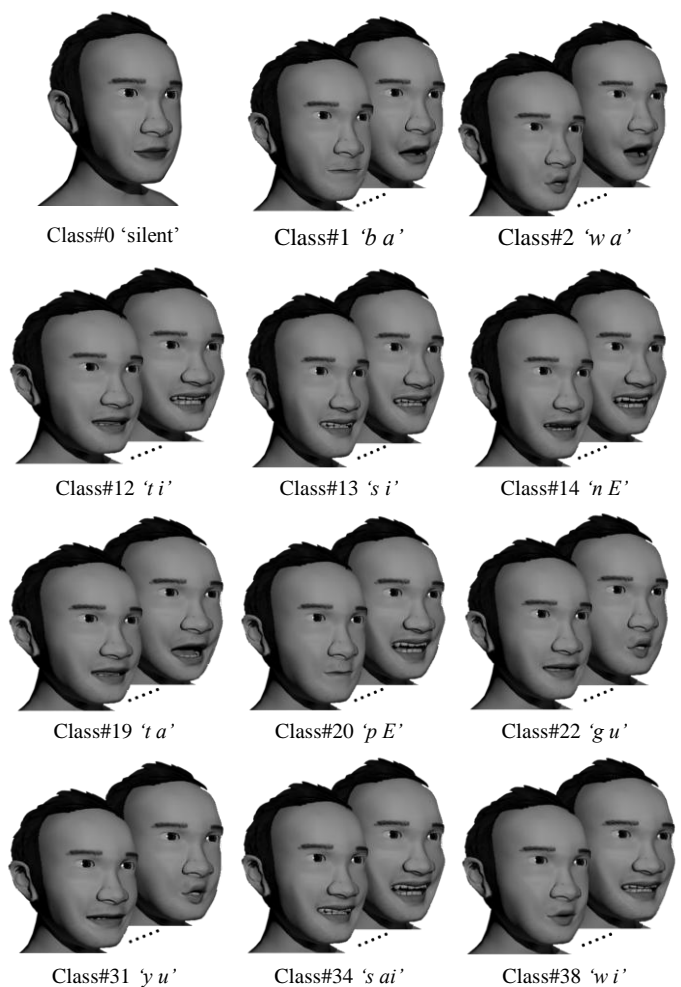 Class#0 ‘silent’
Class#1 ‘b a’
Class#2 ‘w a’
Class#12 ‘t i’
Class#13 ‘s i’
Class#14 ‘n E’
Class#19 ‘t a’
Class#20 ‘p E’
Class#22 ‘g u’
Class#31 ‘y u’
Class#34 ‘s ai’
Class#38 ‘w i’